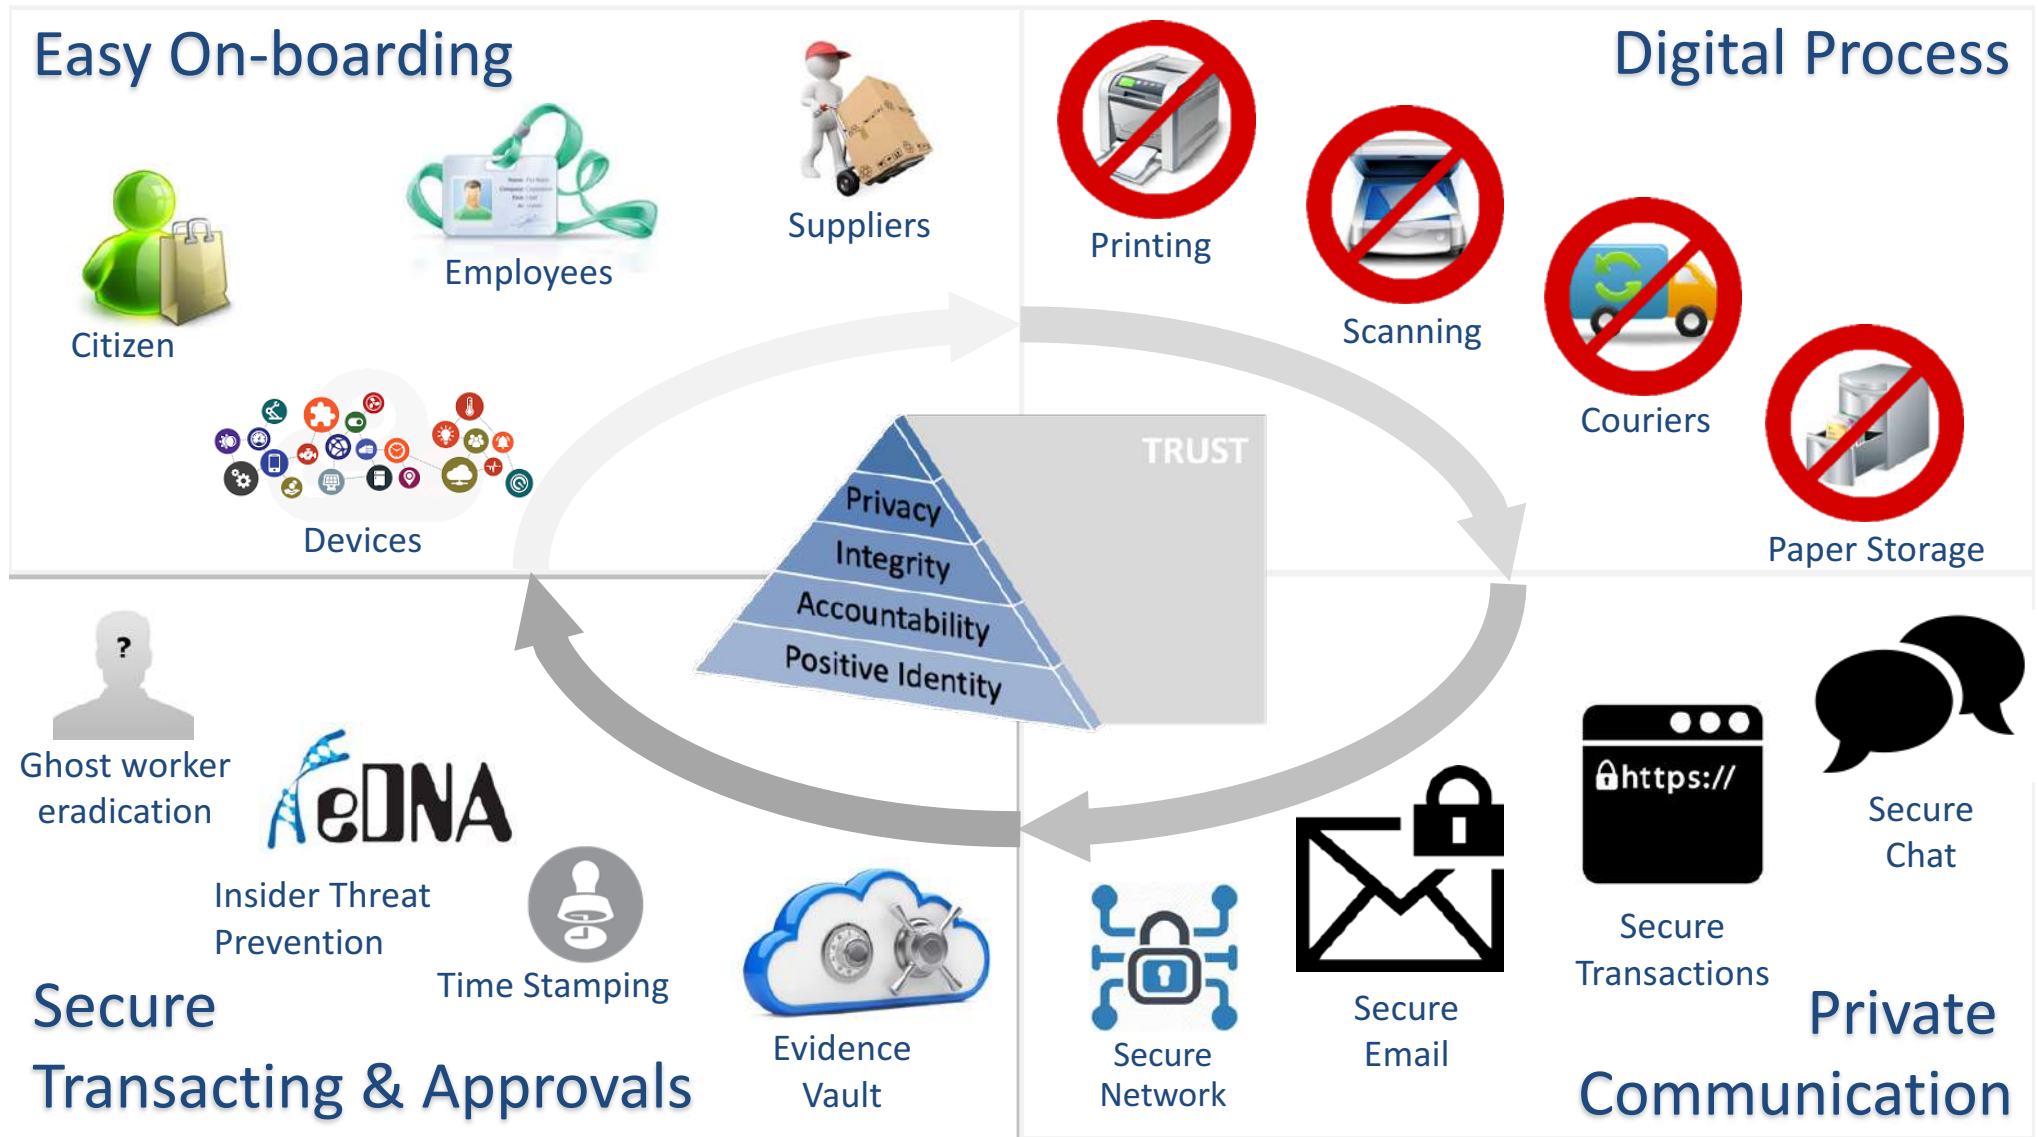 Easy On-boarding
Suppliers
Employees
Citizen
Devices
Digital Process
Printing
Scanning
Couriers
Paper Storage
TRUST
Privacy
Integrity
Accountability
Positive Identity
?
Ghost worker
eradication
eDNA
Insider Threat
Prevention
Time Stamping
Evidence
Vault
Secure
Transacting & Approvals
https://
Secure
Chat
Secure
Transactions
Secure
Email
Secure
Network
Private
Communication